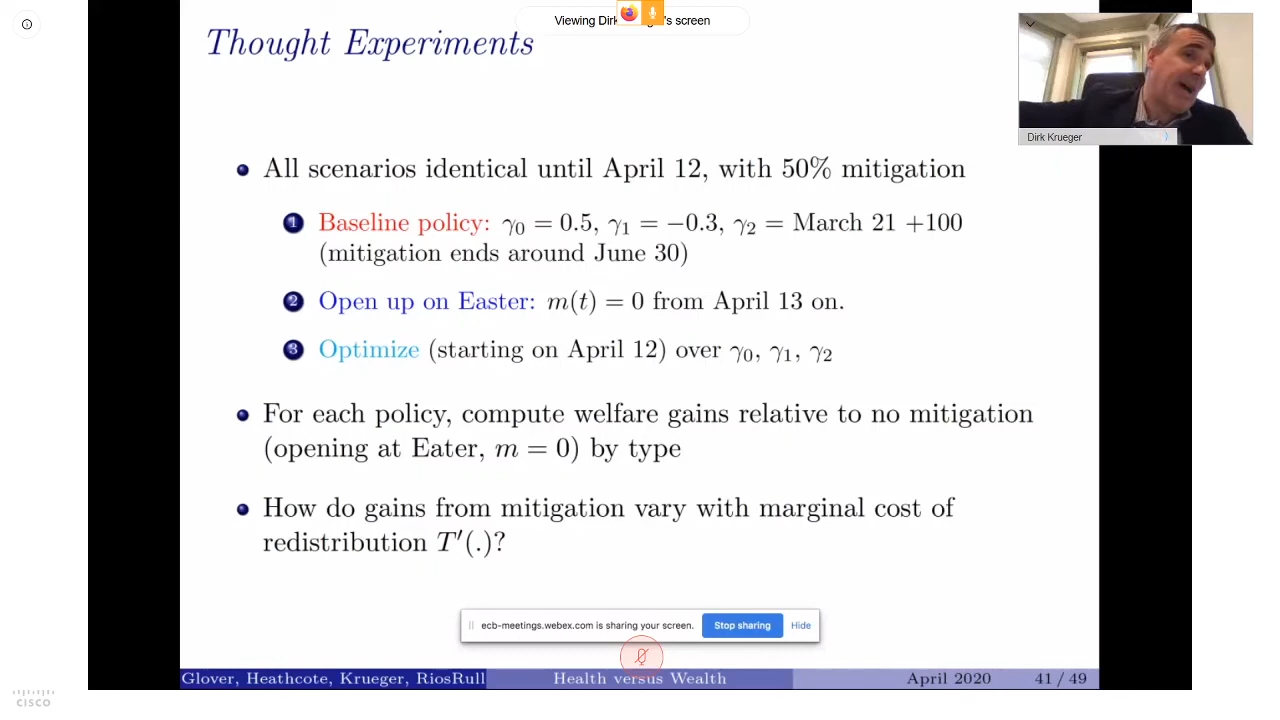 Viewing Dirk 's screen
Thought Experiments
Dirk Krueger
All scenarios identical until April 12, with 50% mitigation
1 Baseline policy: γ0 = 0.5, γ1 = −0.3, γ2 = March 21 +100
(mitigation ends around June 30)
2 Open up on Easter: m(t) = 0 from April 13 on.
3 Optimize (starting on April 12) over γ0, γ1, γ2
For each policy, compute welfare gains relative to no mitigation
(opening at Eater, m = 0) by type
How do gains from mitigation vary with marginal cost of
redistribution T′(.)?
ecb-meetings.webex.com is sharing your screen. Stop sharing Hide
Glover, Heathcote, Krueger, RiosRull Health versus Wealth April 2020 41 / 49
CISCO